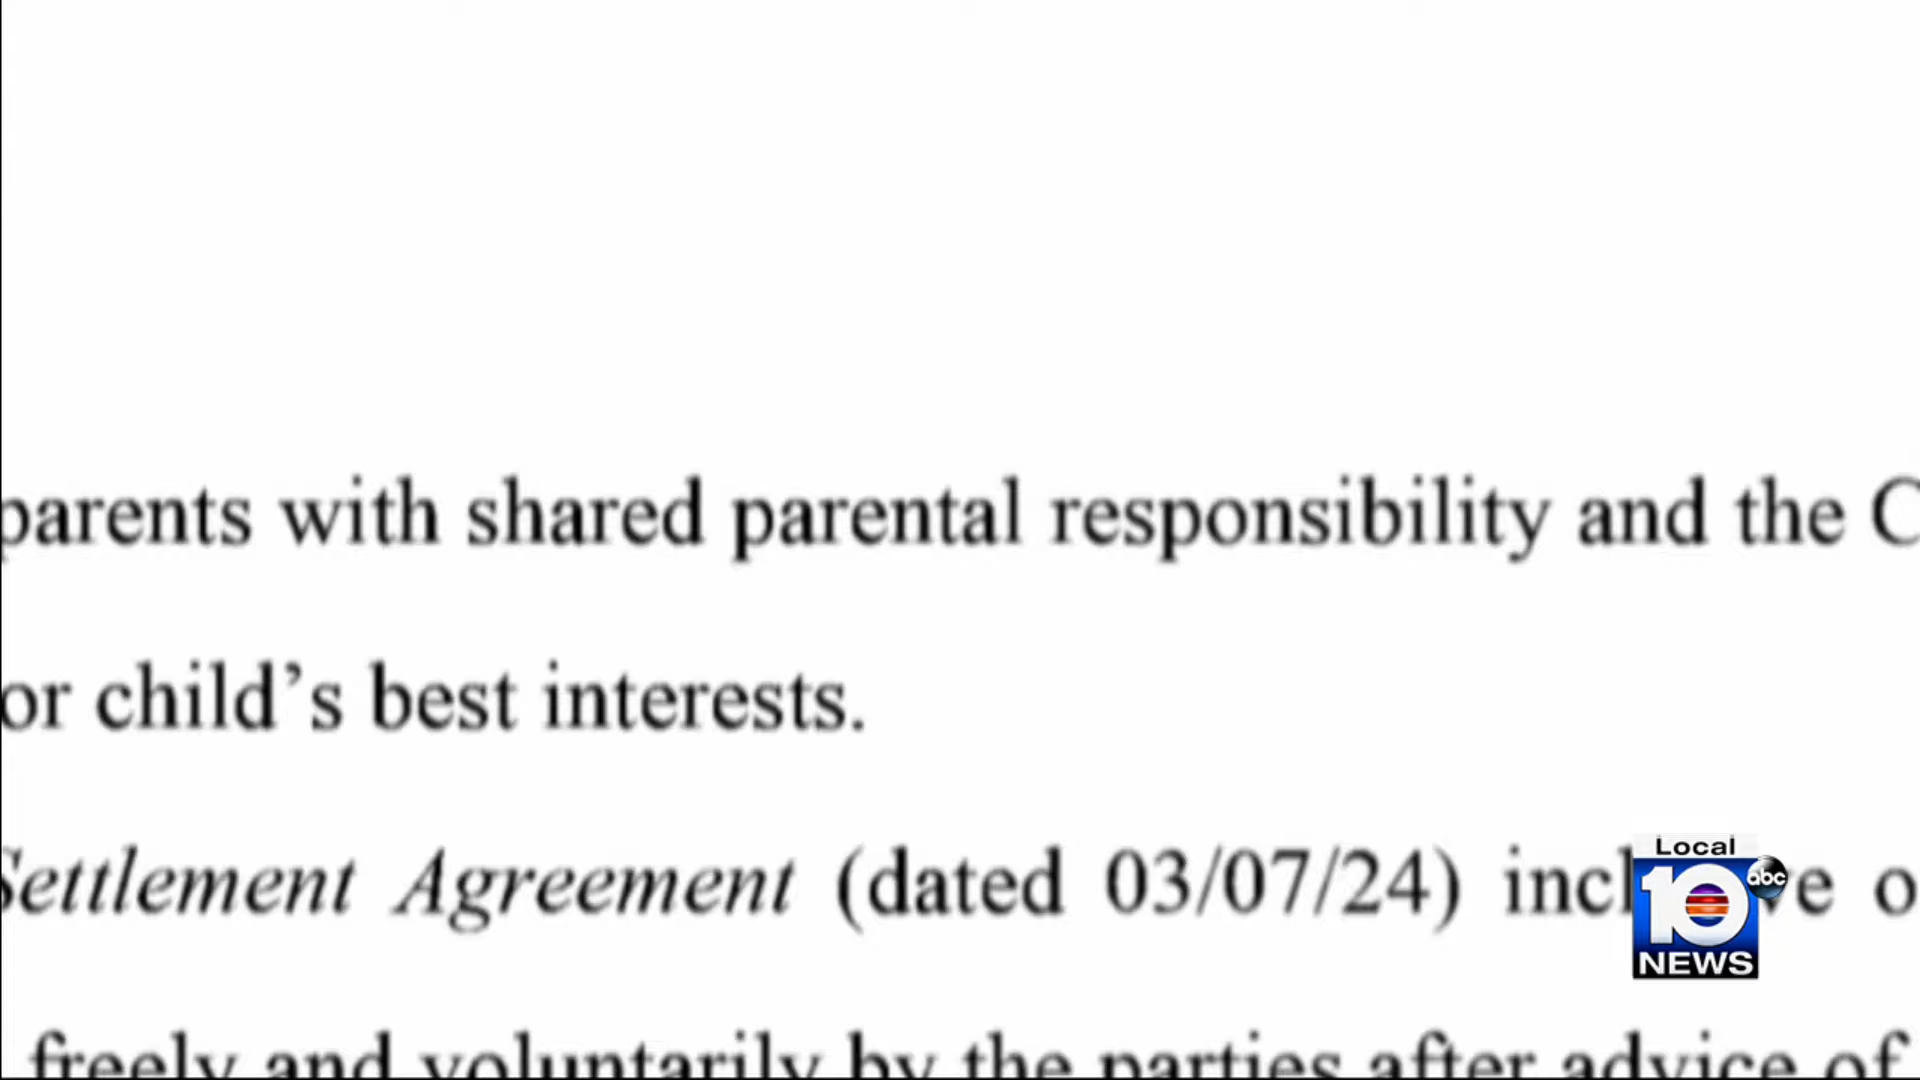 parents with shared parental responsibility and the C
or child’s best interests.
Settlement Agreement (dated 03/07/24)
freely and voluntarily by the parties after advice of
Local
10
abc
NEWS